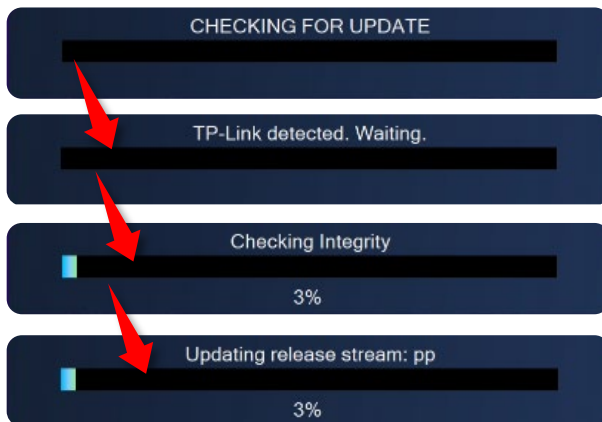 CHECKING FOR UPDATE
TP-Link detected. Waiting.
Checking Integrity
3%
Updating release stream: pp
3%